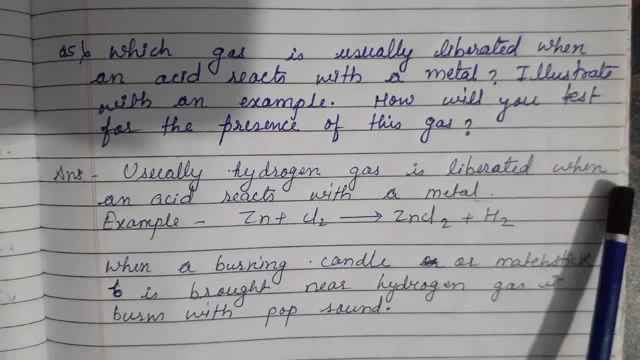 Q5) Which gas is usually liberated when
an acid reacts with a metal? Illustrate
with an example. How will you test
for the presence of this gas?
Ans - Usually hydrogen gas is liberated when
an acid reacts with a metal.
Example - Zn + Cl2 → ZnCl2 + H2
When a burning candle or matchstick
is brought near hydrogen gas it
burns with pop sound.